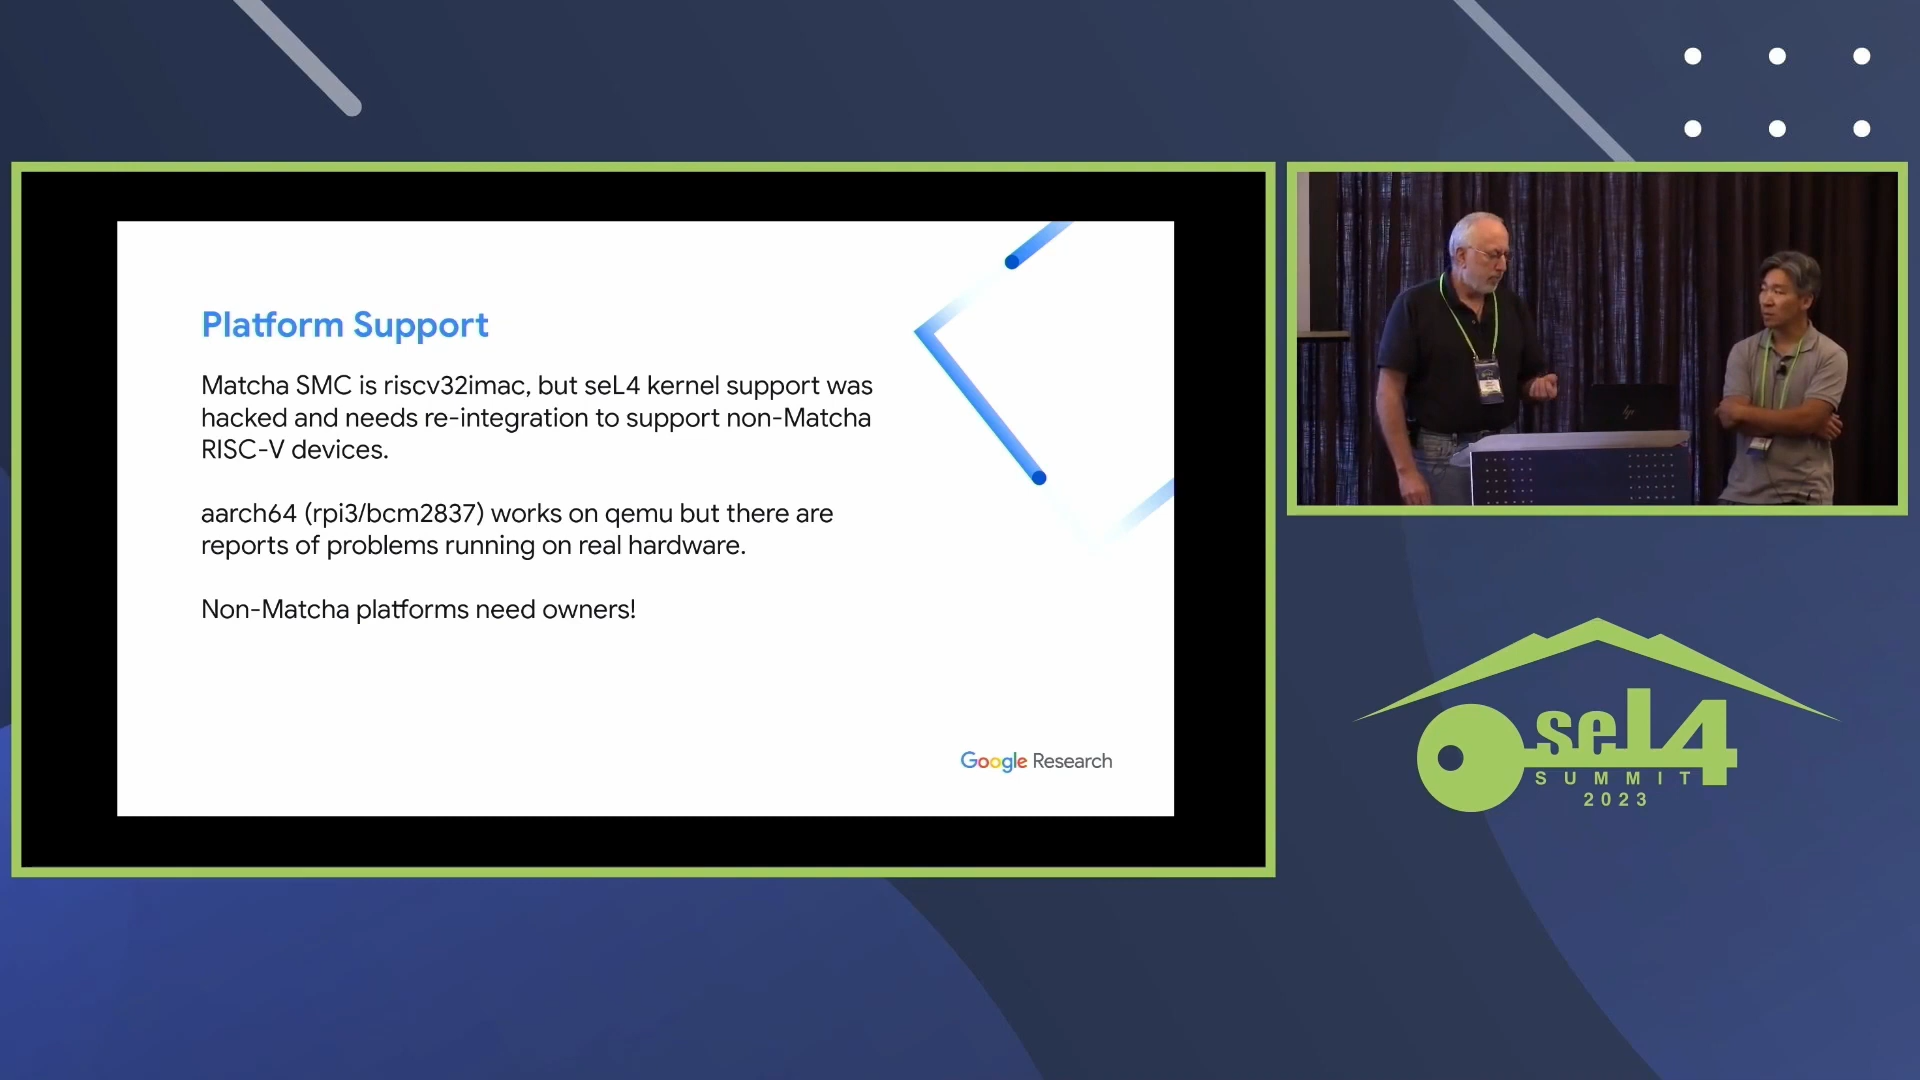 Platform Support
Matcha SMC is riscv32imac, but seL4 kernel support was
hacked and needs re-integration to support non-Matcha
RISC-V devices.
aarch64 (rpi3/bcm2837) works on qemu but there are
reports of problems running on real hardware.
Non-Matcha platforms need owners!
Google Research
hp
seL4
SUMMIT
2023